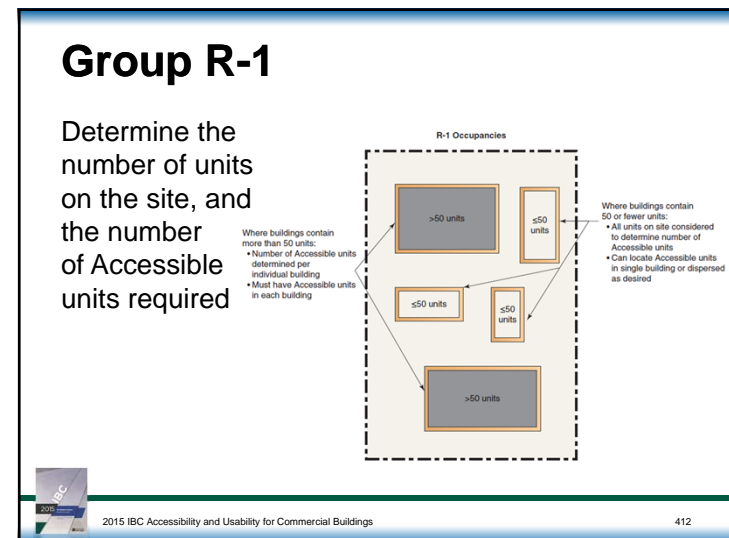 Group R-1
Determine the
number of units
on the site, and
the number
of Accessible
units required
R-1 Occupancies
Where buildings contain
more than 50 units:
• Number of Accessible units
determined per
individual building
• Must have Accessible units
in each building
>50 units
≤50
units
≤50 units
≤50
units
>50 units
Where buildings contain
50 or fewer units:
• All units on site considered
to determine number of
Accessible units
• Can locate Accessible units
in single building or dispersed
as desired
IBC
2015
2015 IBC Accessibility and Usability for Commercial Buildings
412